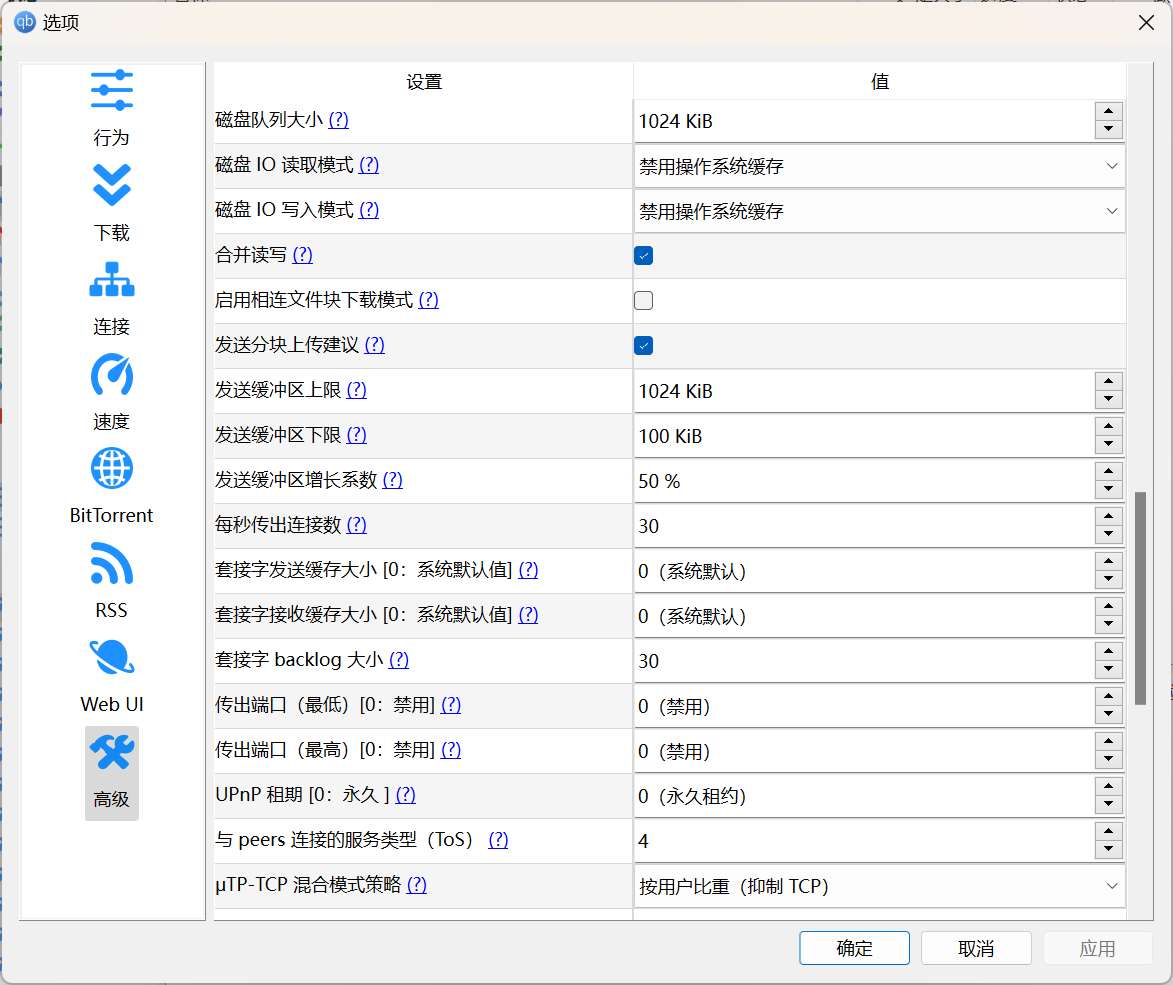 qb 选项
设置 值
行为
下载
连接
速度
BitTorrent
RSS
Web UI
高级
磁盘队列大小 (?) 1024 KiB
磁盘 IO 读取模式 (?) 禁用操作系统缓存
磁盘 IO 写入模式 (?) 禁用操作系统缓存
合并读写 (?)
启用相连文件块下载模式 (?)
发送分块上传建议 (?)
发送缓冲区上限 (?) 1024 KiB
发送缓冲区下限 (?) 100 KiB
发送缓冲区增长系数 (?) 50 %
每秒传出连接数 (?) 30
套接字发送缓存大小 [0：系统默认值] (?) 0（系统默认）
套接字接收缓存大小 [0：系统默认值] (?) 0（系统默认）
套接字 backlog 大小 (?) 30
传出端口（最低）[0：禁用] (?) 0（禁用）
传出端口（最高）[0：禁用] (?) 0（禁用）
UPnP 租期 [0：永久 ] (?) 0（永久租约）
与 peers 连接的服务类型（ToS） (?) 4
μTP-TCP 混合模式策略 (?) 按用户比重（抑制 TCP）
确定 取消 应用